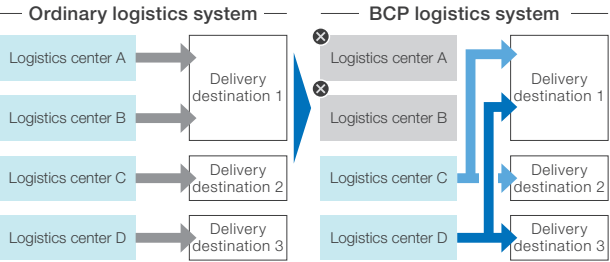 Ordinary logistics system
Logistics center A
Logistics center B
Delivery
destination 1
Logistics center C
Delivery
destination 2
Logistics center D
Delivery
destination 3
BCP logistics system
Logistics center A
Logistics center B
Delivery
destination 1
Logistics center C
Delivery
destination 2
Logistics center D
Delivery
destination 3